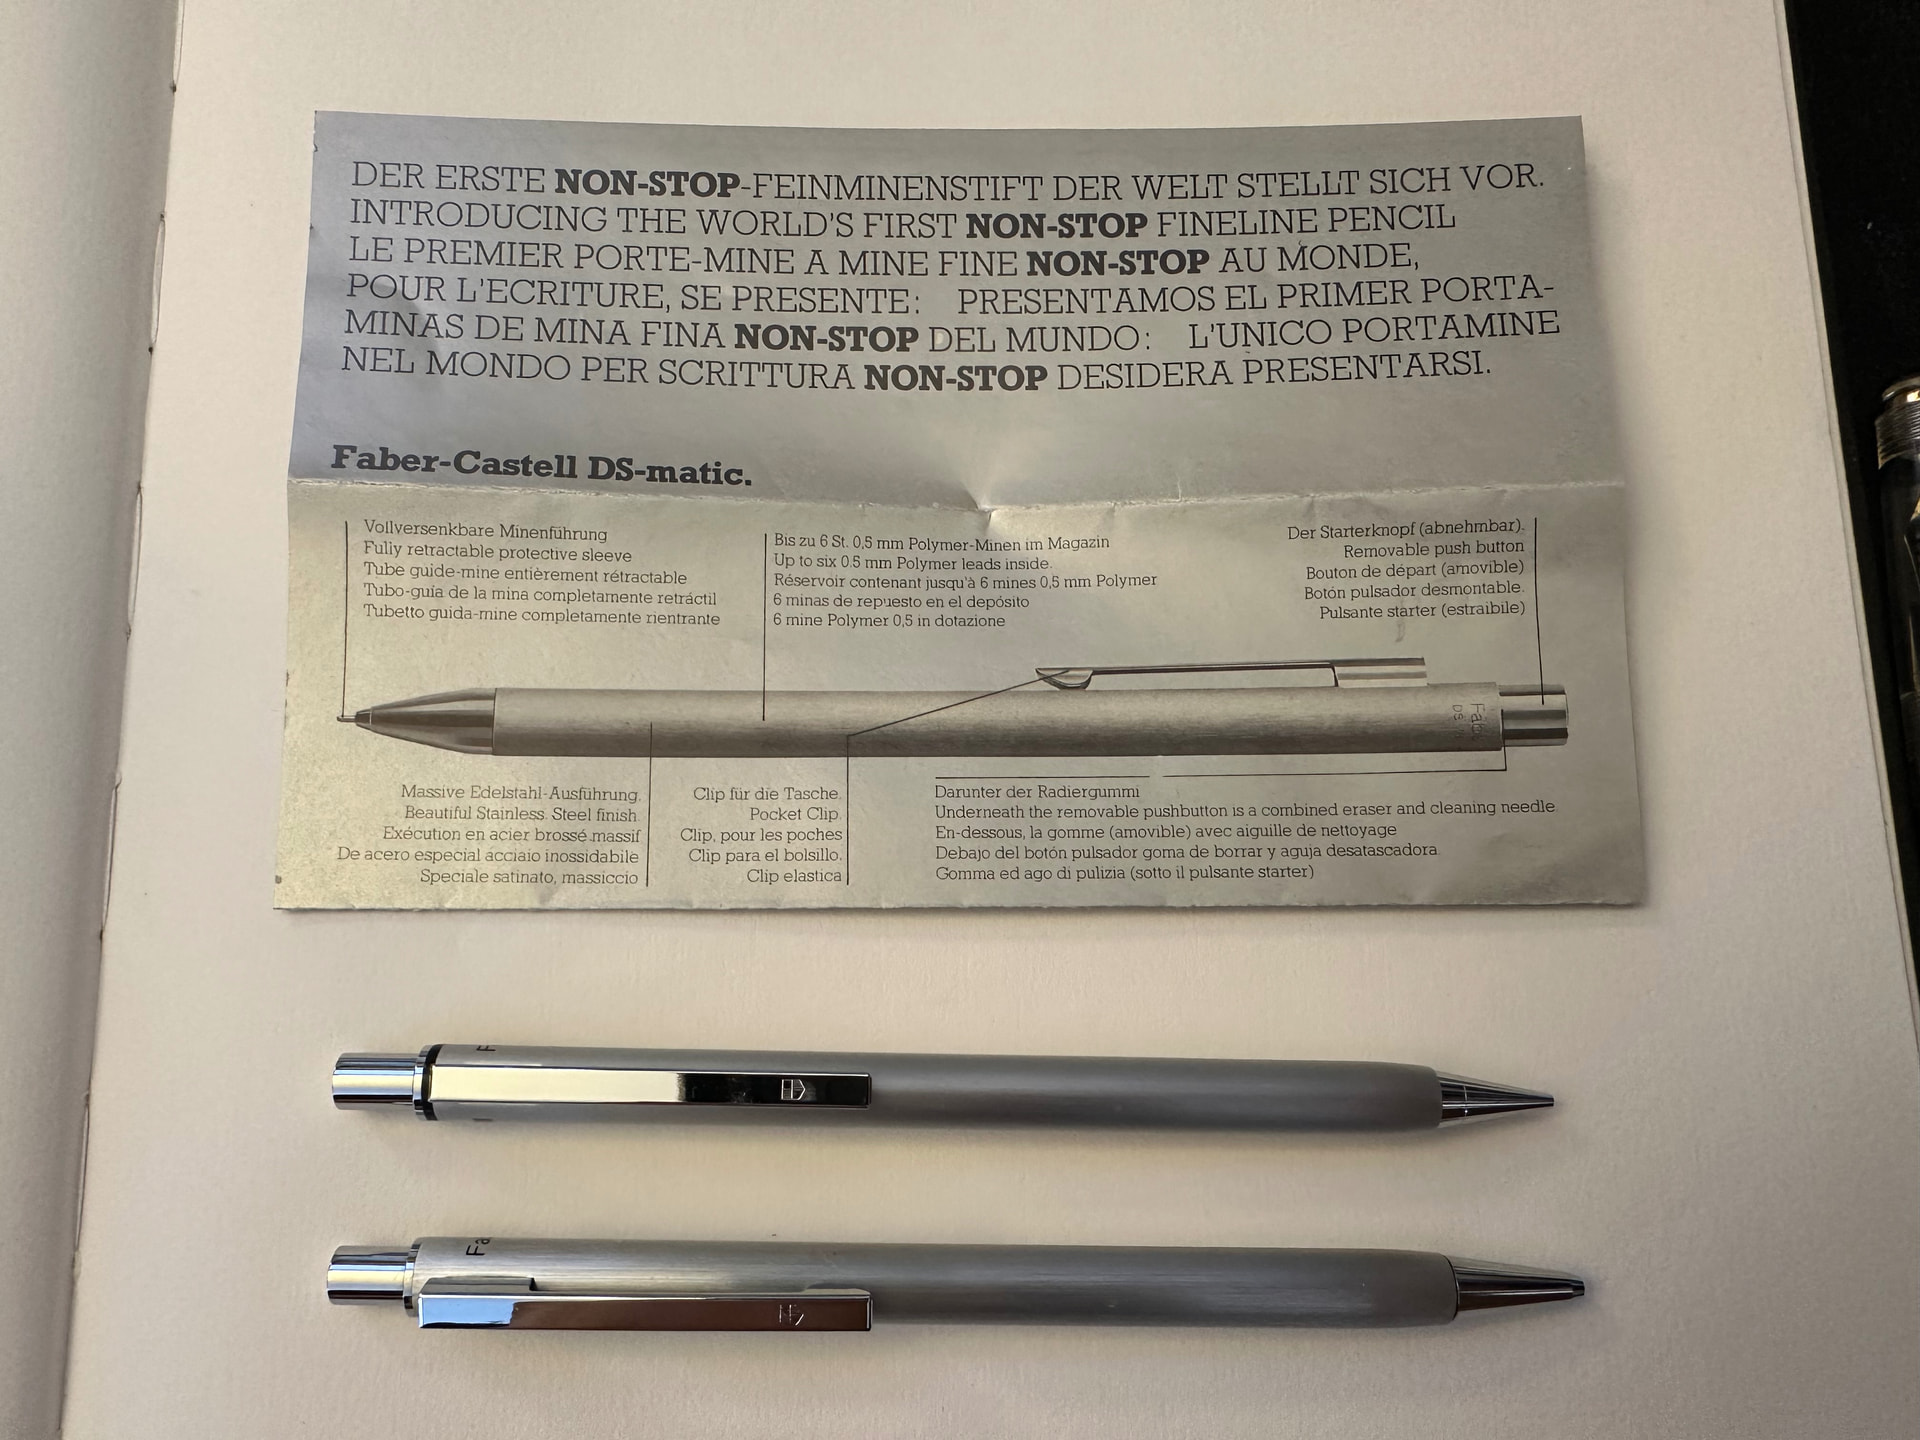 DER ERSTE NON-STOP-FEINMINENSTIFT DER WELT STELLT SICH VOR.
INTRODUCING THE WORLD'S FIRST NON-STOP FINELINE PENCIL
LE PREMIER PORTE-MINE A MINE FINE NON-STOP AU MONDE,
POUR L'ECRITURE, SE PRESENTE: PRESENTAMOS EL PRIMER PORTA-
MINAS DE MINA FINA NON-STOP DEL MUNDO: L'UNICO PORTAMINE
NEL MONDO PER SCRITTURA NON-STOP DESIDERA PRESENTARSI.
Faber-Castell DS-matic.
Vollversenkbare Minenführung
Fully retractable protective sleeve
Tube guide-mine entièrement rétractable
Tubo-guía de la mina completamente retráctil
Tubetto guida-mine completamente rientrante
Bis zu 6 St. 0,5 mm Polymer-Minen im Magazin
Up to six 0.5 mm Polymer leads inside.
Réservoir contenant jusqu'à 6 mines 0,5 mm Polymer
6 minas de repuesto en el depósito
6 mine Polymer 0,5 in dotazione
Der Starterknopf (abnehmbar).
Removable push button
Bouton de départ (amovible)
Botón pulsador desmontable.
Pulsante starter (estraibile)
Fab
DS
Massive Edelstahl-Ausführung.
Beautiful Stainless Steel finish.
Exécution en acier brossé massif
De acero especial acciaio inossidabile
Speciale satinato, massiccio
Clip für die Tasche.
Pocket Clip.
Clip, pour les poches
Clip para el bolsillo.
Clip elastica
Darunter der Radiergummi
Underneath the removable pushbutton is a combined eraser and cleaning needle
En-dessous, la gomme (amovible) avec aiguille de nettoyage
Debajo del botón pulsador goma de borrar y aguja desatascadora
Gomma ed ago di pulizia (sotto il pulsante starter)
F
Fa